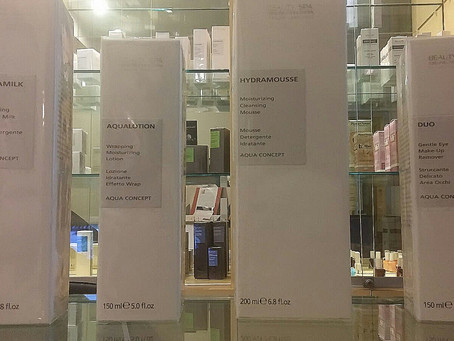 AMILK
Milk
Detergente
.8 fl.oz
AQUALUTION
Wrapping
Moisturizing
Lotion
Lozione
Idratante
Effetto Wrap
AQUA CONCEPT
150 ml e 5.0 fl.oz
HYDRAMOUSSE
Moisturizing
Cleansing
Mousse
Mousse
Detergente
Idratante
AQUA CONCEPT
200 ml e 6.8 fl.oz
DUO
Gentle Eye
Make-Up
Remover
Struccante
Delicato
Area Occhi
AQUA CONCEPT
150 ml e